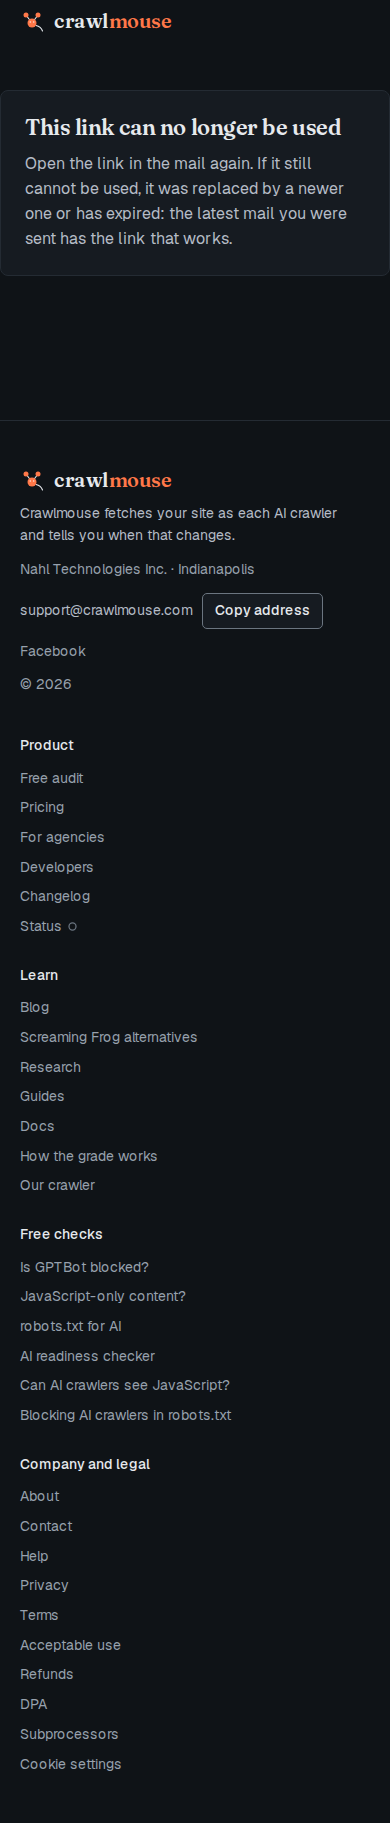 crawlmouse
This link can no longer be used
Open the link in the mail again. If it still
cannot be used, it was replaced by a newer
one or has expired: the latest mail you were
sent has the link that works.
crawlmouse
Crawlmouse fetches your site as each AI crawler
and tells you when that changes.
Nahl Technologies Inc. · Indianapolis
support@crawlmouse.com Copy address
Facebook
© 2026
Product
Free audit
Pricing
For agencies
Developers
Changelog
Status
Learn
Blog
Screaming Frog alternatives
Research
Guides
Docs
How the grade works
Our crawler
Free checks
Is GPTBot blocked?
JavaScript-only content?
robots.txt for AI
AI readiness checker
Can AI crawlers see JavaScript?
Blocking AI crawlers in robots.txt
Company and legal
About
Contact
Help
Privacy
Terms
Acceptable use
Refunds
DPA
Subprocessors
Cookie settings